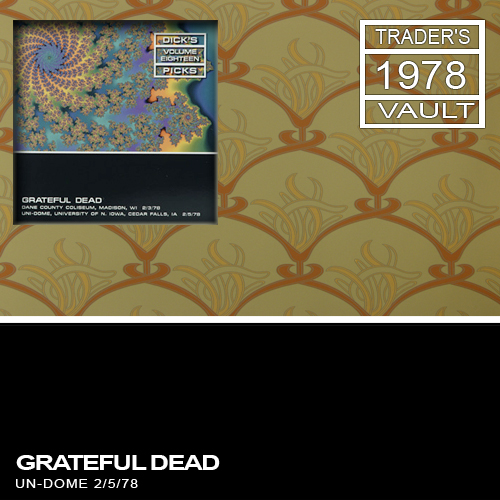 DICK'S
VOLUME
EIGHTEEN
PICKS
GRATEFUL DEAD
DANE COUNTY COLISEUM, MADISON, WI 2/3/78
UNI-DOME, UNIVERSITY OF N. IOWA, CEDAR FALLS, IA 2/5/78
TRADER'S
1978
VAULT
GRATEFUL DEAD
UN-DOME 2/5/78